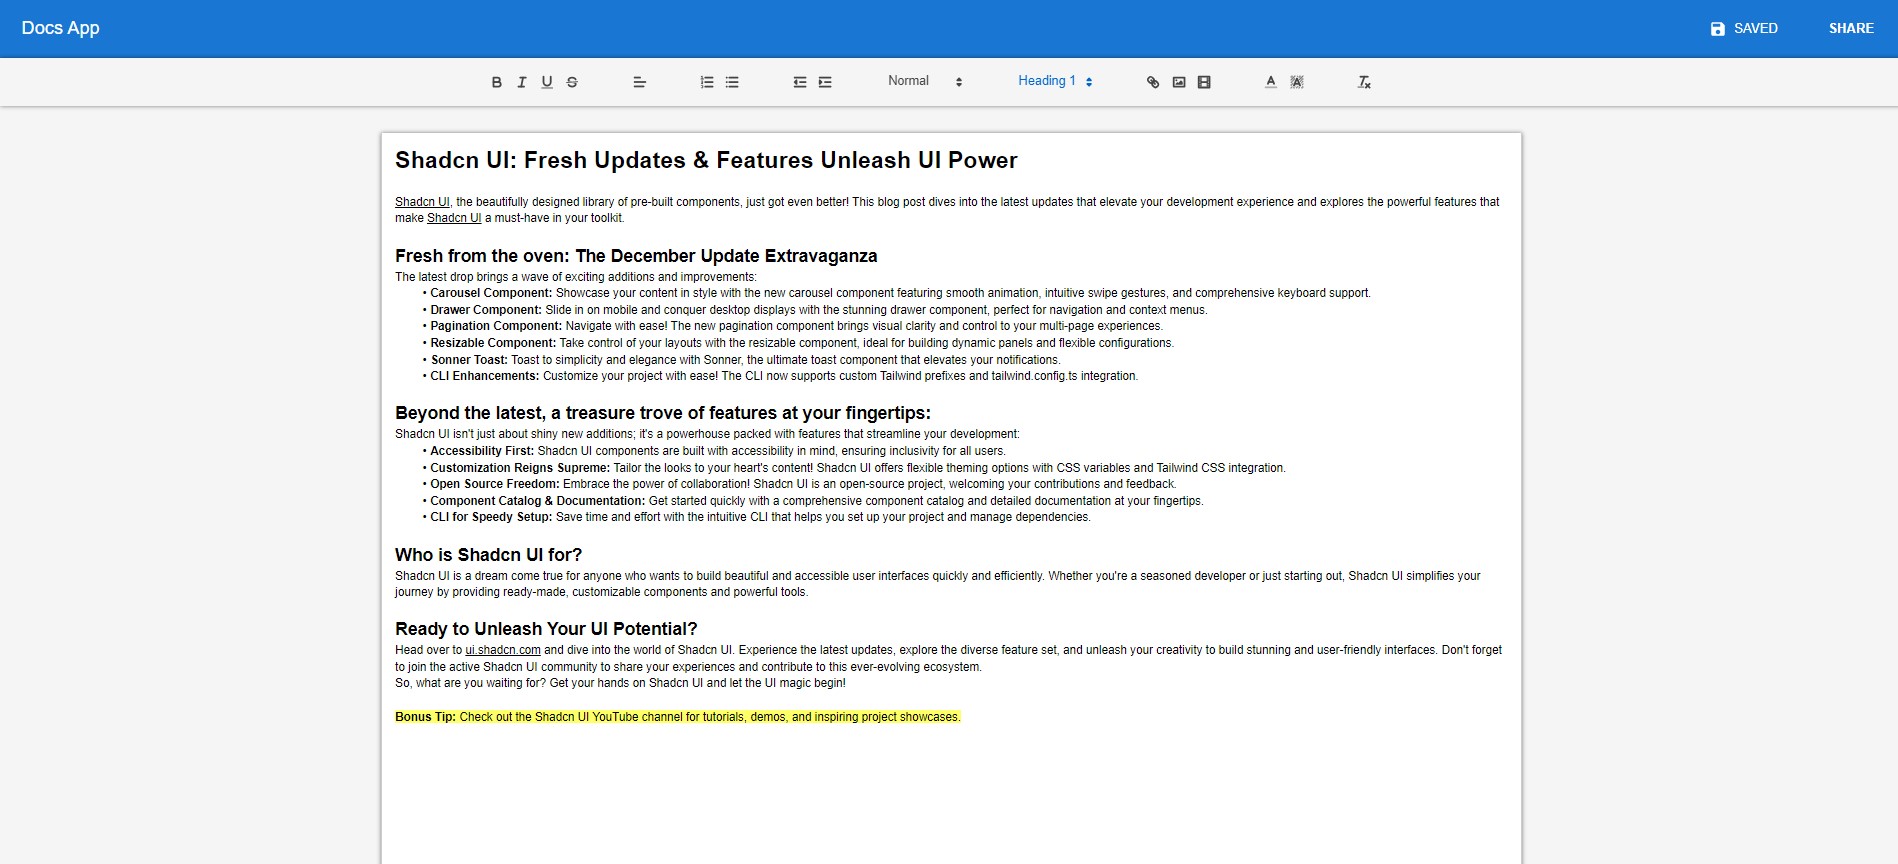 Docs App
SAVED
SHARE
Normal
Heading 1
Shadcn UI: Fresh Updates & Features Unleash UI Power
Shadcn UI, the beautifully designed library of pre-built components, just got even better! This blog post dives into the latest updates that elevate your development experience and explores the powerful features that
make Shadcn UI a must-have in your toolkit.
Fresh from the oven: The December Update Extravaganza
The latest drop brings a wave of exciting additions and improvements:
• Carousel Component: Showcase your content in style with the new carousel component featuring smooth animation, intuitive swipe gestures, and comprehensive keyboard support.
• Drawer Component: Slide in on mobile and conquer desktop displays with the stunning drawer component, perfect for navigation and context menus.
• Pagination Component: Navigate with ease! The new pagination component brings visual clarity and control to your multi-page experiences.
• Resizable Component: Take control of your layouts with the resizable component, ideal for building dynamic panels and flexible configurations.
• Sonner Toast: Toast to simplicity and elegance with Sonner, the ultimate toast component that elevates your notifications.
• CLI Enhancements: Customize your project with ease! The CLI now supports custom Tailwind prefixes and tailwind.config.ts integration.
Beyond the latest, a treasure trove of features at your fingertips:
Shadcn UI isn't just about shiny new additions; it's a powerhouse packed with features that streamline your development:
• Accessibility First: Shadcn UI components are built with accessibility in mind, ensuring inclusivity for all users.
• Customization Reigns Supreme: Tailor the looks to your heart's content! Shadcn UI offers flexible theming options with CSS variables and Tailwind CSS integration.
• Open Source Freedom: Embrace the power of collaboration! Shadcn UI is an open-source project, welcoming your contributions and feedback.
• Component Catalog & Documentation: Get started quickly with a comprehensive component catalog and detailed documentation at your fingertips.
• CLI for Speedy Setup: Save time and effort with the intuitive CLI that helps you set up your project and manage dependencies.
Who is Shadcn UI for?
Shadcn UI is a dream come true for anyone who wants to build beautiful and accessible user interfaces quickly and efficiently. Whether you're a seasoned developer or just starting out, Shadcn UI simplifies your
journey by providing ready-made, customizable components and powerful tools.
Ready to Unleash Your UI Potential?
Head over to ui.shadcn.com and dive into the world of Shadcn UI. Experience the latest updates, explore the diverse feature set, and unleash your creativity to build stunning and user-friendly interfaces. Don't forget
to join the active Shadcn UI community to share your experiences and contribute to this ever-evolving ecosystem.
So, what are you waiting for? Get your hands on Shadcn UI and let the UI magic begin!
Bonus Tip: Check out the Shadcn UI YouTube channel for tutorials, demos, and inspiring project showcases.